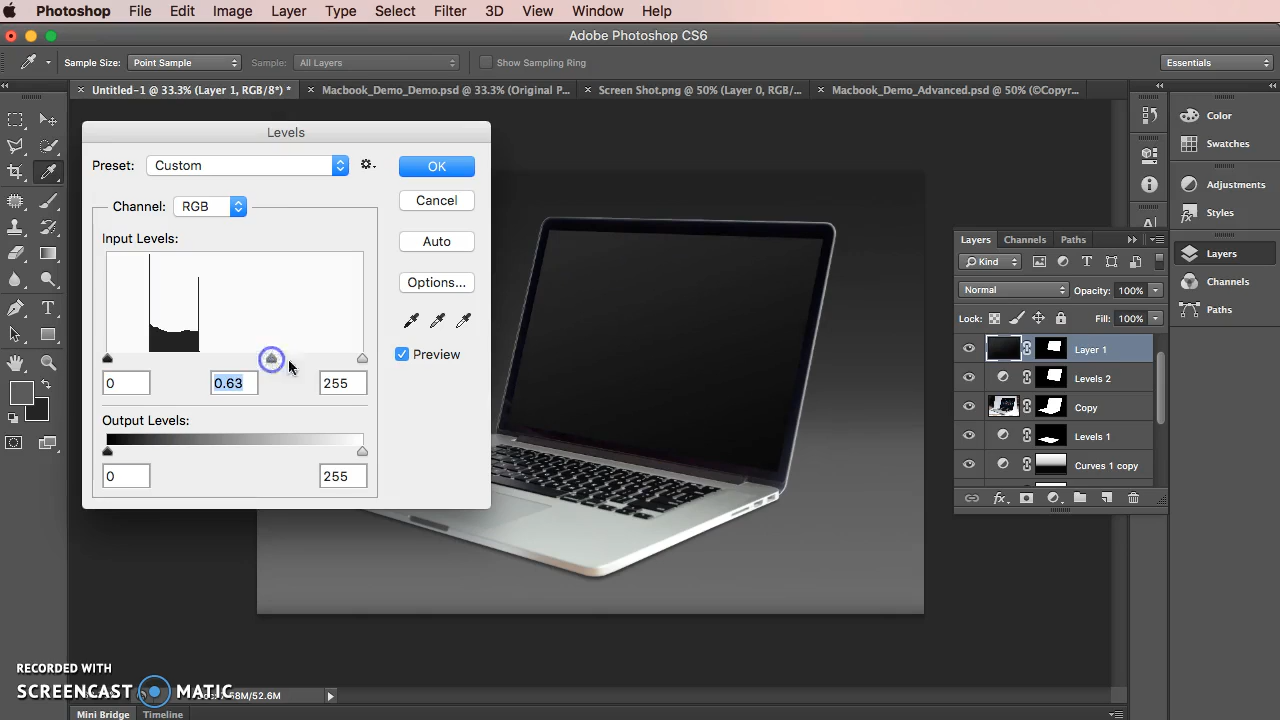 Photoshop File Edit Image Layer Type Select Filter 3D View Window Help
Adobe Photoshop CS6
Sample Size: Point Sample Sample: All Layers Show Sampling Ring Essentials
Untitled-1 @ 33.3% (Layer 1, RGB/8*) * Macbook_Demo_Demo.psd @ 33.3% (Original P... Screen Shot.png @ 50% (Layer 0, RGB/... Macbook_Demo_Advanced.psd @ 50% (©Copyr...
Levels
Preset: Custom
OK
Channel: RGB
Cancel
Input Levels:
Auto
Options...
Preview
0 0.63 255
Output Levels:
0 255
Color
Swatches
Adjustments
Styles
Layers
Channels
Paths
Layers Channels Paths
Kind
Normal Opacity: 100%
Lock: Fill: 100%
Layer 1
Levels 2
Copy
Levels 1
Curves 1 copy
RECORDED WITH
SCREENCAST MATIC
M/52.6M
Mini Bridge Timeline